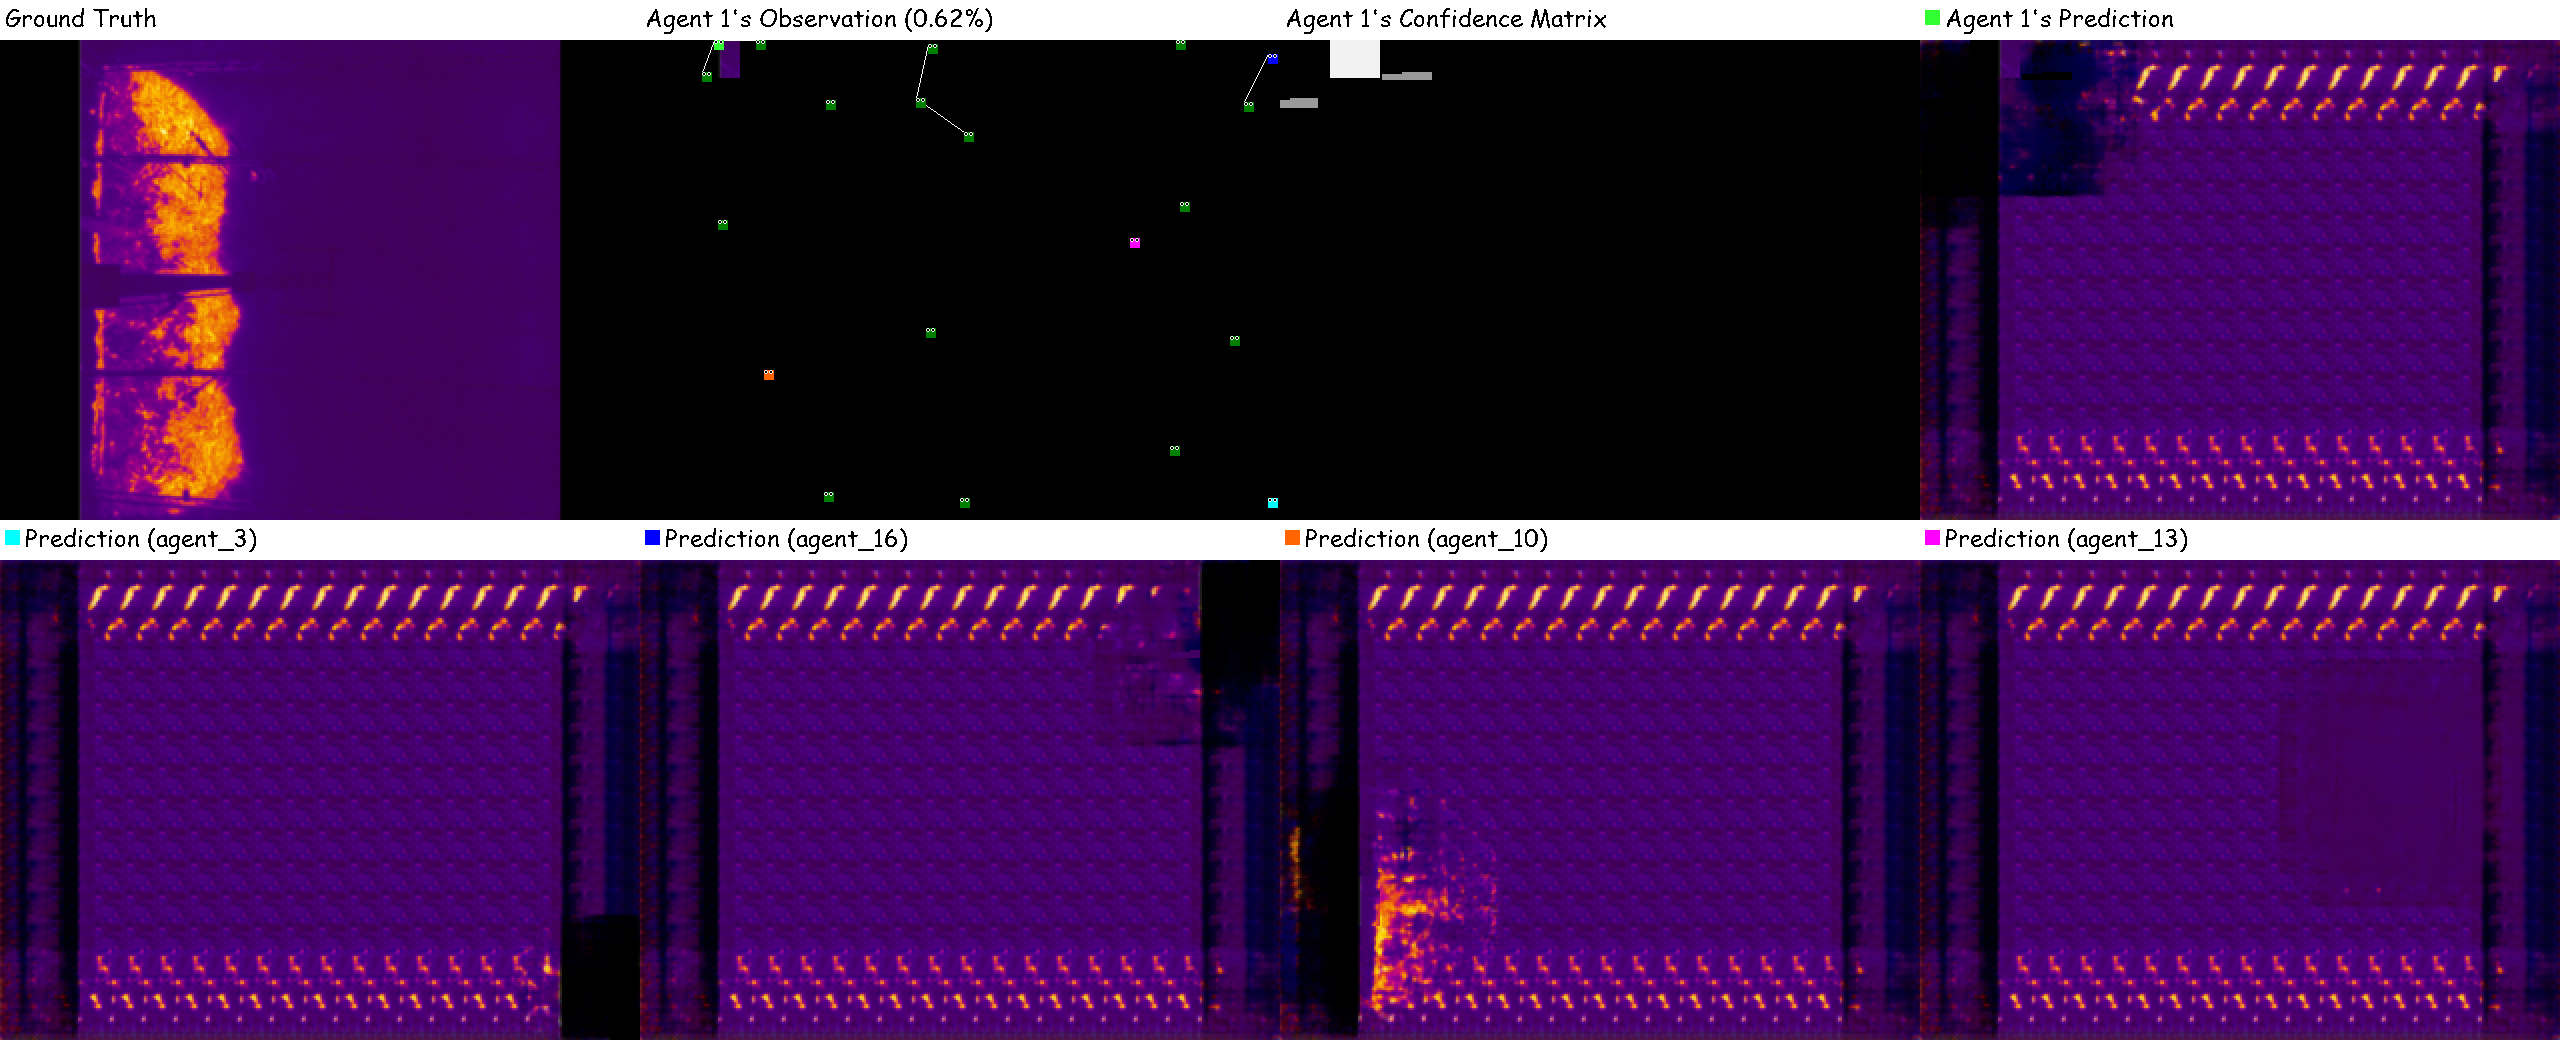 Ground Truth
Agent 1's Observation (0.62%)
Agent 1's Confidence Matrix
Agent 1's Prediction
Prediction (agent_3)
Prediction (agent_16)
Prediction (agent_10)
Prediction (agent_13)